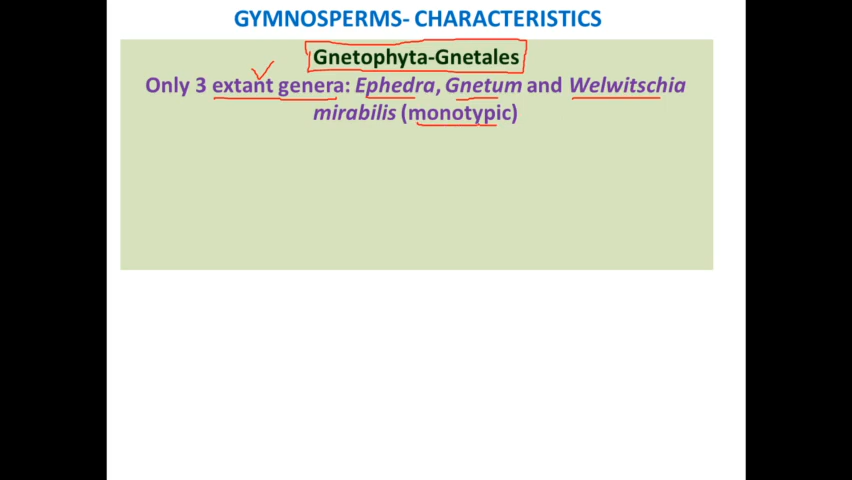 GYMNOSPERMS- CHARACTERISTICS
Gnetophyta-Gnetales
Only 3 extant genera: Ephedra, Gnetum and Welwitschia
mirabilis (monotypic)